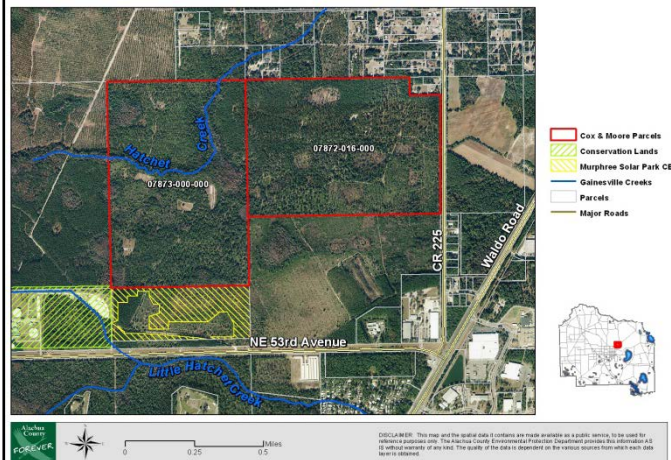 Hatchet
Creek
07872-016-000
07873-000-000
CR 225
Waldo Road
NE 53rd Avenue
Little Hatchet Creek
Cox & Moore Parcels
Conservation Lands
Murphree Solar Park CE
Gainesville Creeks
Parcels
Major Roads
Alachua
County
FOREVER
0
0.25
0.5
Miles
DISCLAIMER: This map and the spatial data it contains are made available as a public service, to be used for
reference purposes only. The Alachua County Environmental Protection Department provides this information AS
IS without warranty of any kind. The quality of the data is dependent on the various sources from which each data
layer is obtained.